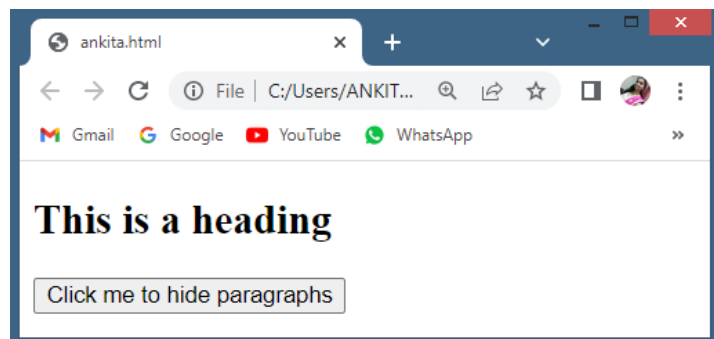 ankita.html
File C:/Users/ANKIT...
Gmail Google YouTube WhatsApp
This is a heading
Click me to hide paragraphs